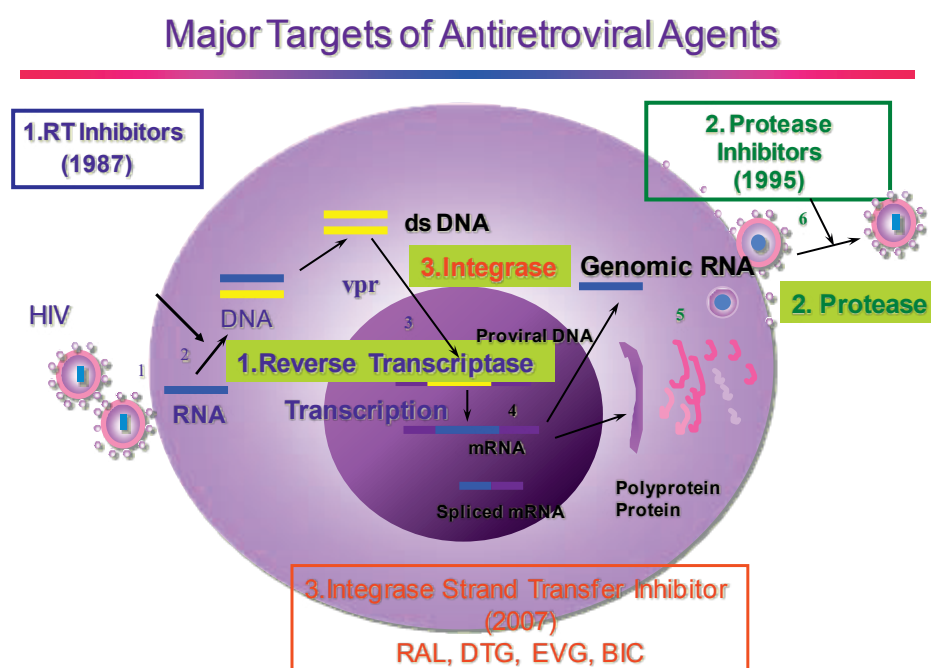 Major Targets of Antiretroviral Agents
1.RT Inhibitors
(1987)
2. Protease
Inhibitors
(1995)
6
ds DNA
3.Integrase
Genomic RNA
vpr
2. Protease
HIV
DNA
3
5
Proviral DNA
2
1
1.Reverse Transcriptase
RNA
Transcription
4
mRNA
Polyprotein
Protein
Spliced mRNA
3.Integrase Strand Transfer Inhibitor
(2007)
RAL, DTG, EVG, BIC